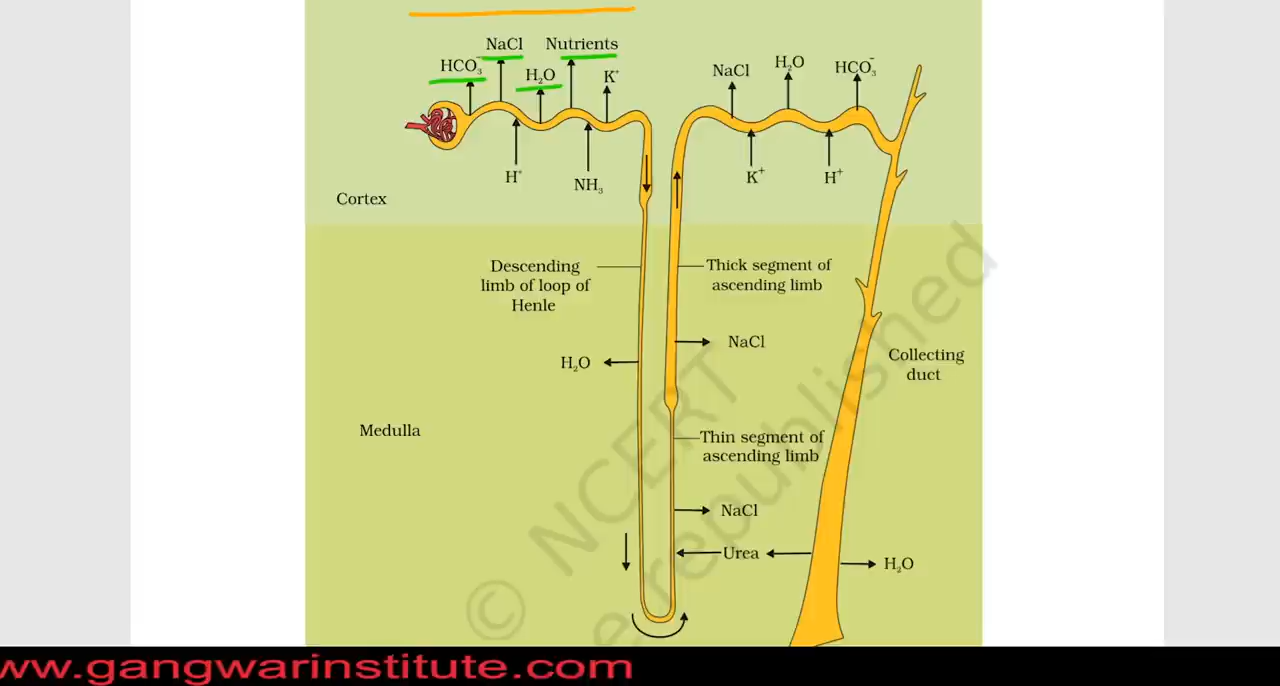 NaCl Nutrients
HCO₃⁻ H₂O K⁺
NaCl H₂O HCO₃⁻
H⁺ NH₃
K⁺ H⁺
Cortex
Descending
limb of loop of
Henle
Thick segment of
ascending limb
H₂O
NaCl
Collecting
duct
Medulla
Thin segment of
ascending limb
NaCl
Urea
H₂O
© NCERT
republished
www.gangwarinstitute.com